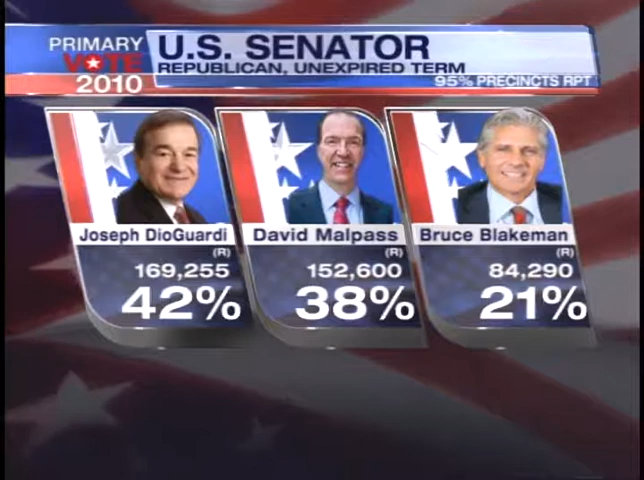 PRIMARY
VOTE
2010
U.S. SENATOR
REPUBLICAN, UNEXPIRED TERM
95% PRECINCTS RPT
Joseph DioGuardi
(R)
169,255
42%
David Malpass
(R)
152,600
38%
Bruce Blakeman
(R)
84,290
21%